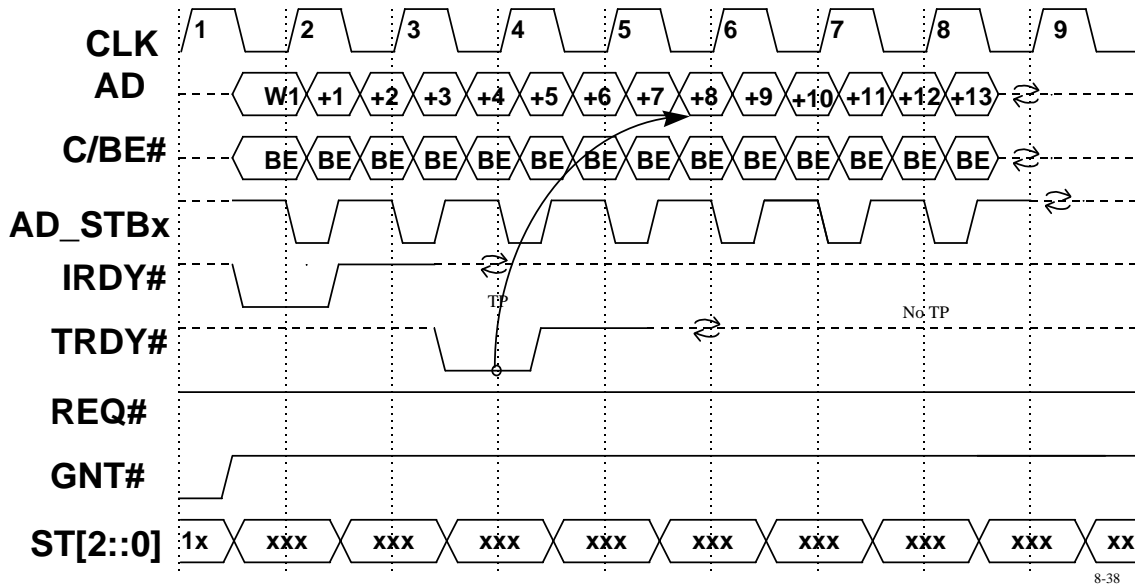 CLK 1 2 3 4 5 6 7 8 9
AD W1 +1 +2 +3 +4 +5 +6 +7 +8 +9 +10 +11 +12 +13
C/BE# BE BE BE BE BE BE BE BE BE BE BE BE BE BE
AD_STBx
IRDY#
TP
No TP
TRDY#
REQ#
GNT#
ST[2::0] 1x xxx xxx xxx xxx xxx xxx xxx xxx xx
8-38